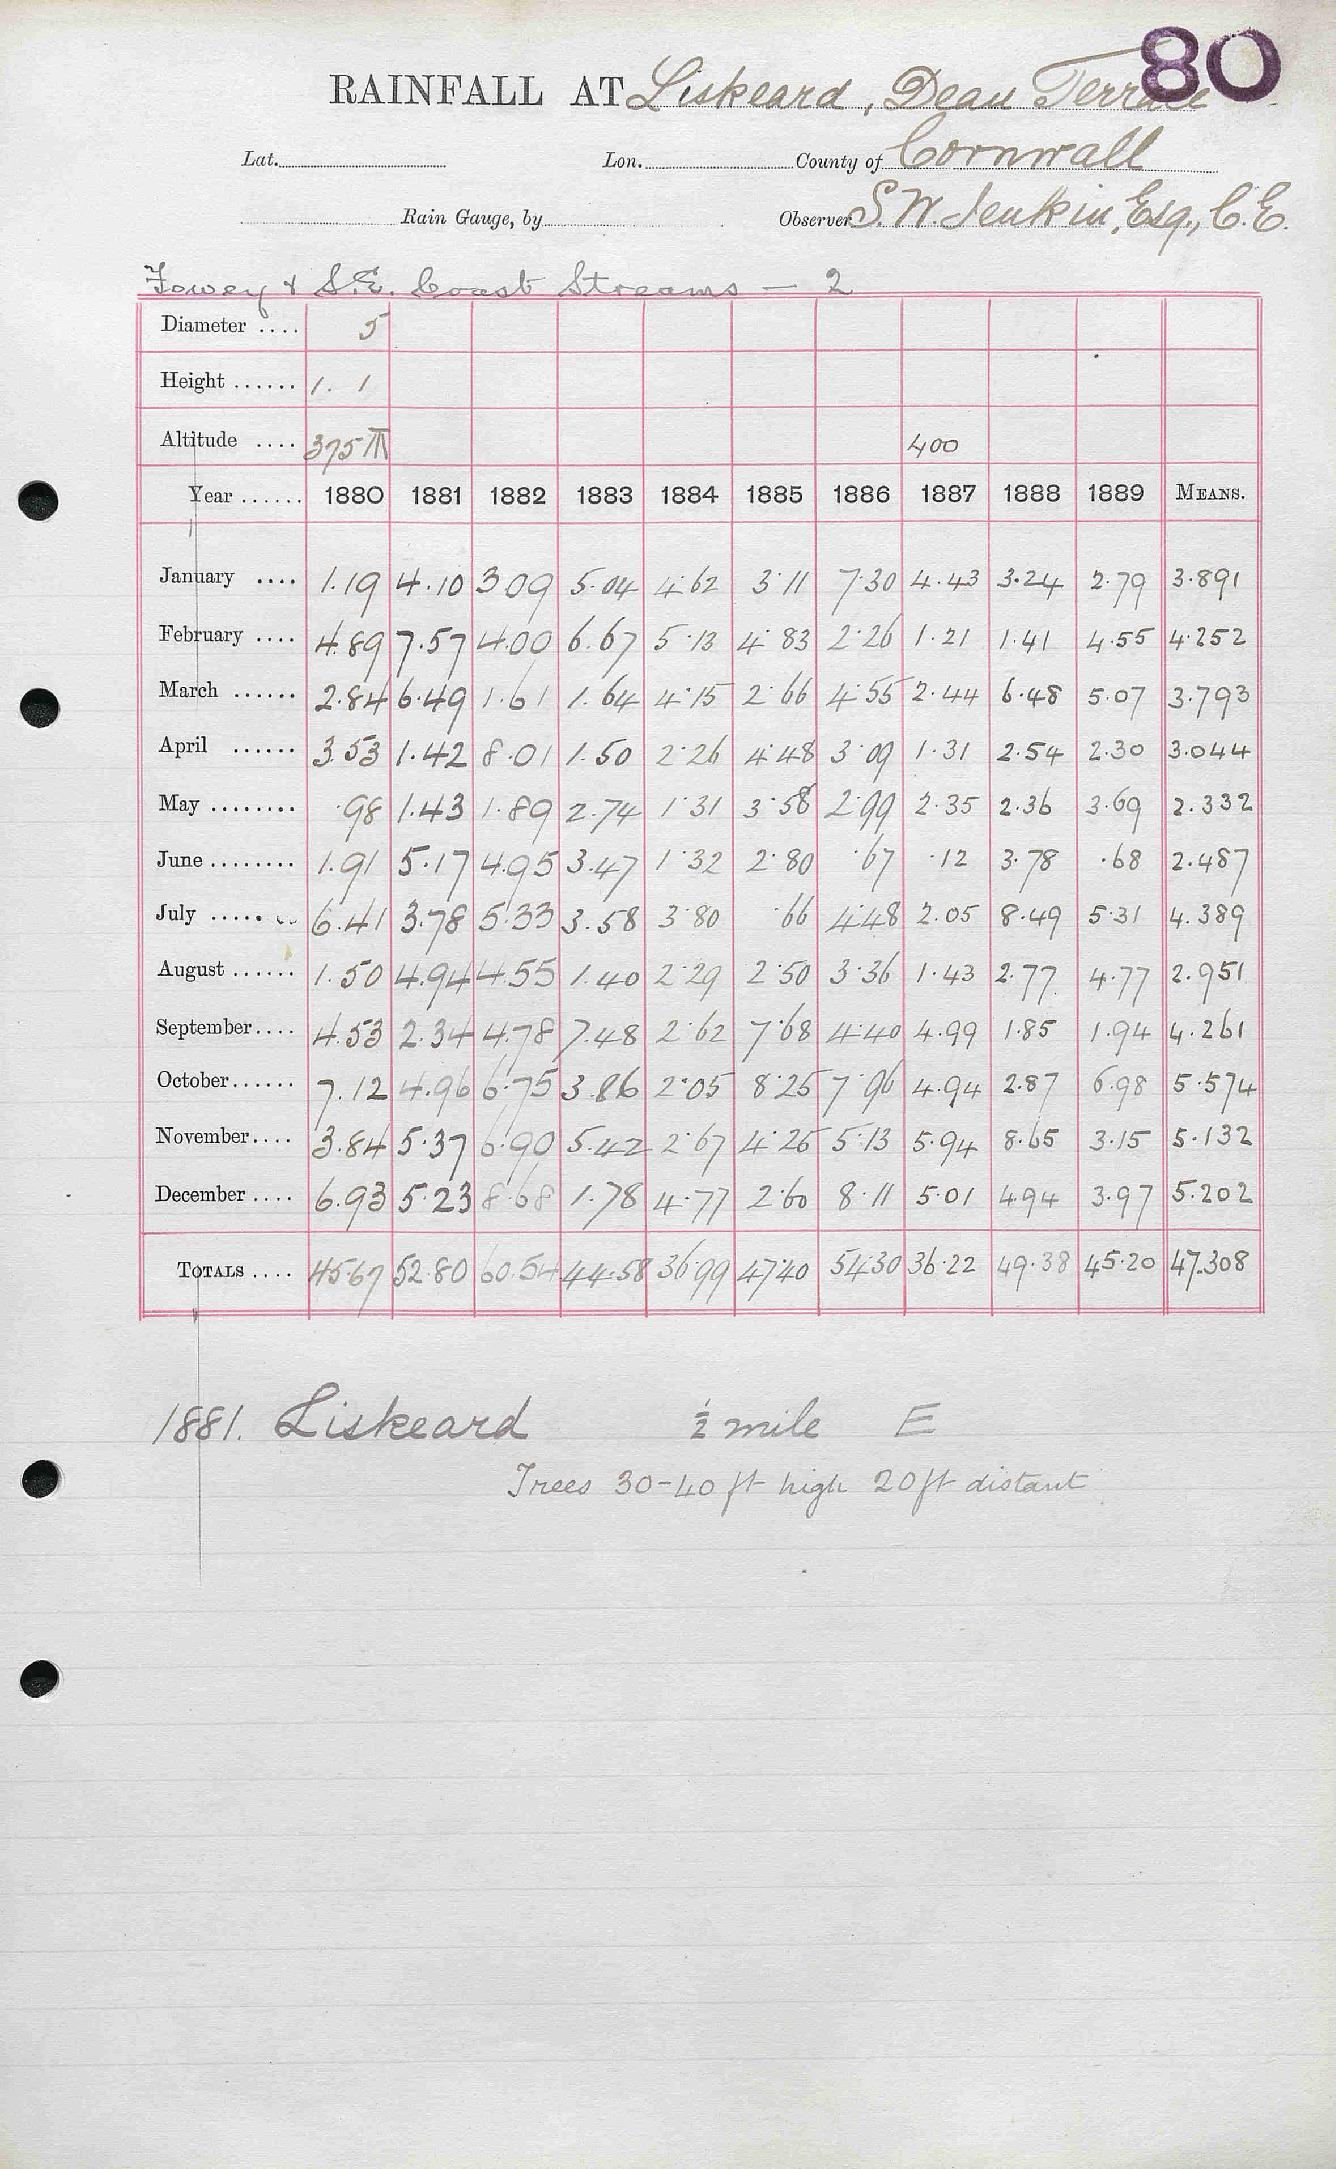 80
RAINFALL AT Liskeard, Dean Terrace
Lat. Lon. County of Cornwall
Rain Gauge, by Observer S. W. Jenkin, Esq., C.E.
Fowey & S.E. Coast Streams — 2
Diameter .... 5
Height ...... 1. 1
Altitude .... 375 400
Year ...... 1880 1881 1882 1883 1884 1885 1886 1887 1888 1889 MEANS.
January .... 1.19 4.10 3.09 5.04 4.62 3.11 7.30 4.43 3.24 2.79 3.891
February .... 4.89 7.57 4.00 6.67 5.13 4.83 2.26 1.21 1.41 4.55 4.252
March ...... 2.84 6.49 1.61 1.64 4.15 2.66 4.55 2.44 6.48 5.07 3.793
April ...... 3.53 1.42 8.01 1.50 2.26 4.48 3.09 1.31 2.54 2.30 3.044
May ........ .98 1.43 1.89 2.74 1.31 3.58 2.99 2.35 2.36 3.69 2.332
June ........ 1.91 5.17 4.95 3.47 1.32 2.80 .67 .12 3.78 .68 2.487
July ..... 6.41 3.78 5.33 3.58 3.80 .66 4.48 2.05 8.49 5.31 4.389
August ...... 1.50 4.94 4.55 1.40 2.29 2.50 3.36 1.43 2.77 4.77 2.951
September.... 4.53 2.34 4.78 7.48 2.62 7.68 4.40 4.99 1.85 1.94 4.261
October...... 7.12 4.96 6.75 3.86 2.05 8.25 7.96 4.94 2.87 6.98 5.574
November.... 3.84 5.37 6.90 5.42 2.67 4.25 5.13 5.94 8.65 3.15 5.132
December .... 6.93 5.23 8.68 1.78 4.77 2.60 8.11 5.01 4.94 3.97 5.202
TOTALS .... 45.67 52.80 60.54 44.58 36.99 47.40 54.30 36.22 49.38 45.20 47.308
1881. Liskeard ½ mile E
Trees 30-40 ft high 20 ft distant